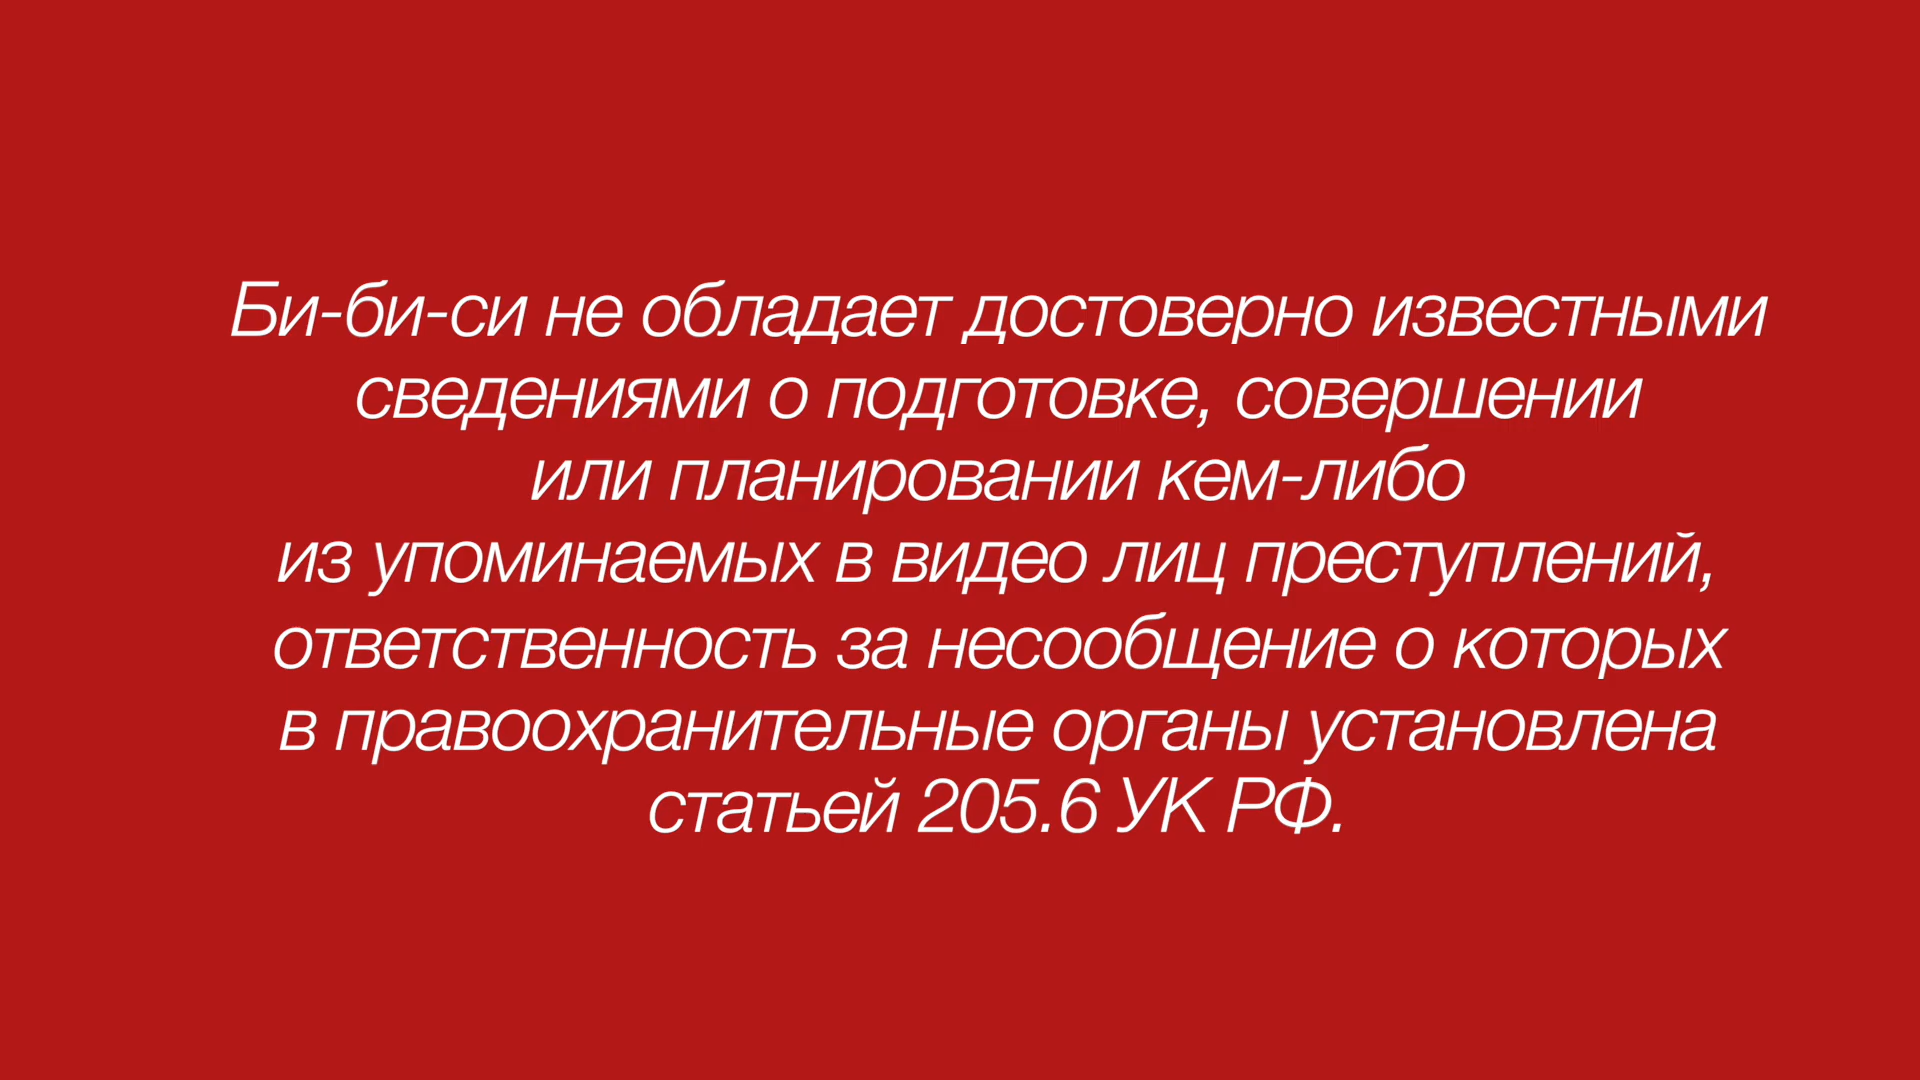 Би-би-си не обладает достоверно известными
сведениями о подготовке, совершении
или планировании кем-либо
из упоминаемых в видео лиц преступлений,
ответственность за несообщение о которых
в правоохранительные органы установлена
статьей 205.6 УК РФ.